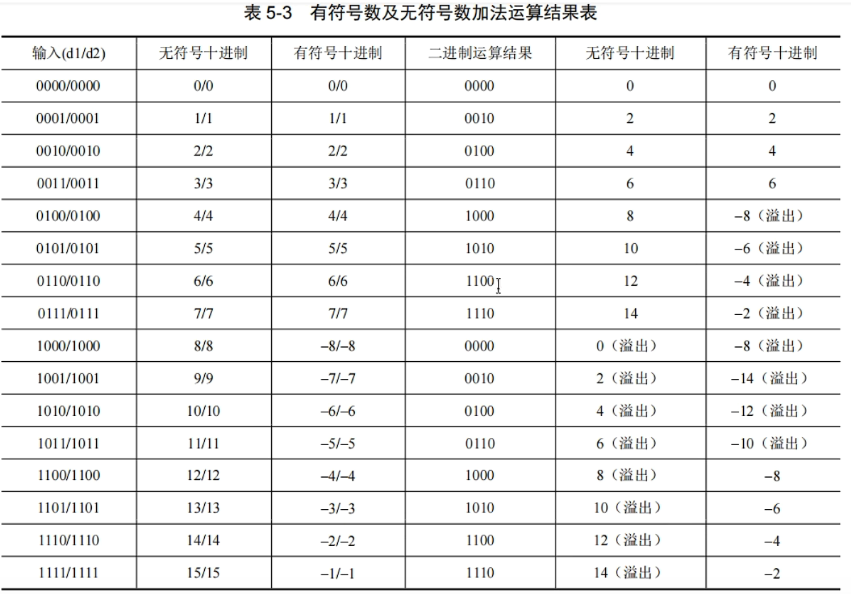 表 5-3 有符号数及无符号数加法运算结果表
输入(d1/d2) 无符号十进制 有符号十进制 二进制运算结果 无符号十进制 有符号十进制
0000/0000 0/0 0/0 0000 0 0
0001/0001 1/1 1/1 0010 2 2
0010/0010 2/2 2/2 0100 4 4
0011/0011 3/3 3/3 0110 6 6
0100/0100 4/4 4/4 1000 8 –8（溢出）
0101/0101 5/5 5/5 1010 10 –6（溢出）
0110/0110 6/6 6/6 1100 12 –4（溢出）
0111/0111 7/7 7/7 1110 14 –2（溢出）
1000/1000 8/8 –8/–8 0000 0（溢出） –8（溢出）
1001/1001 9/9 –7/–7 0010 2（溢出） –14（溢出）
1010/1010 10/10 –6/–6 0100 4（溢出） –12（溢出）
1011/1011 11/11 –5/–5 0110 6（溢出） –10（溢出）
1100/1100 12/12 –4/–4 1000 8（溢出） –8
1101/1101 13/13 –3/–3 1010 10（溢出） –6
1110/1110 14/14 –2/–2 1100 12（溢出） –4
1111/1111 15/15 –1/–1 1110 14（溢出） –2